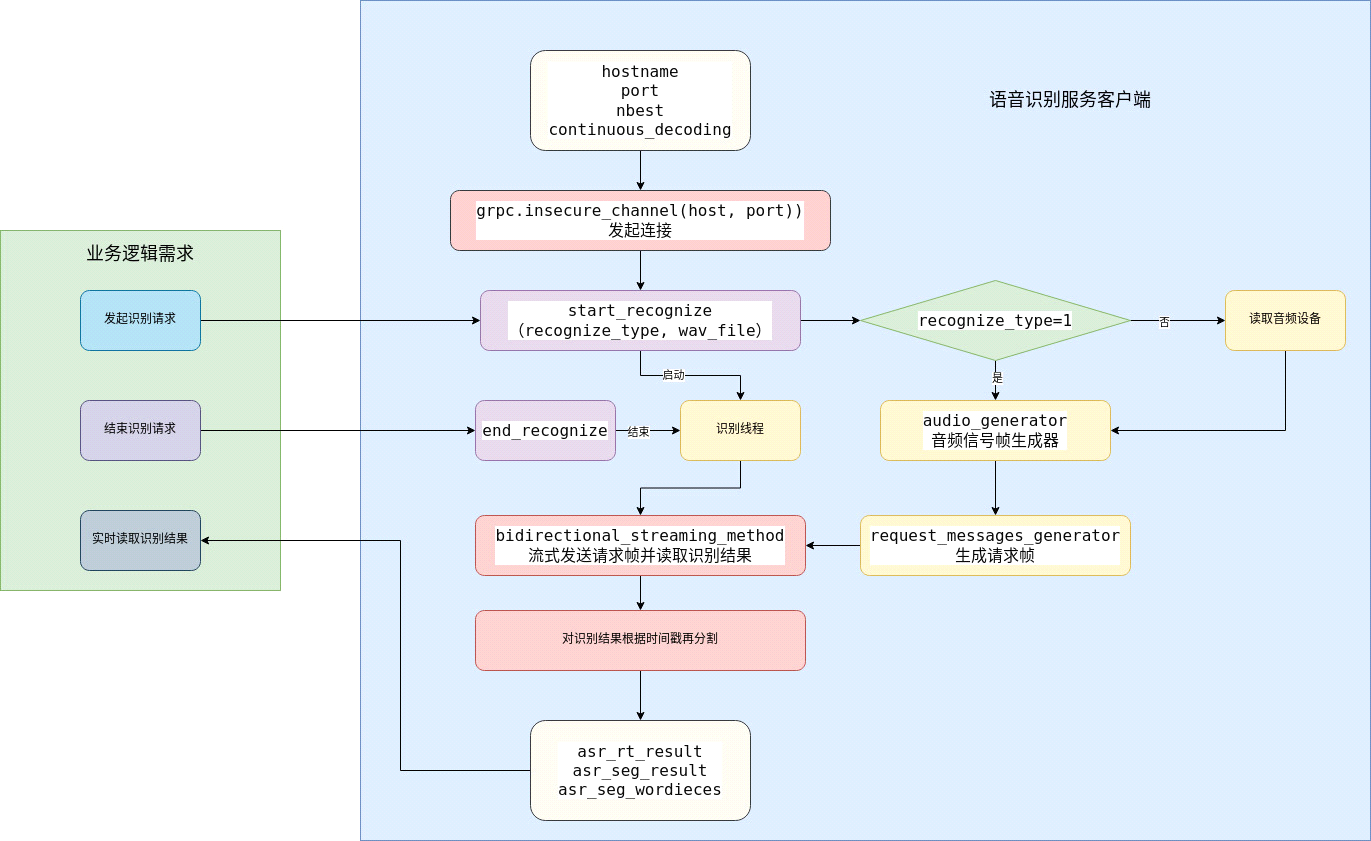 语音识别服务客户端
hostname
port
nbest
continuous_decoding
grpc.insecure_channel(host, port))
发起连接
业务逻辑需求
发起识别请求
start_recognize
（recognize_type, wav_file）
recognize_type=1
否
读取音频设备
启动
是
结束识别请求
end_recognize
结束
识别线程
audio_generator
音频信号帧生成器
实时读取识别结果
bidirectional_streaming_method
流式发送请求帧并读取识别结果
request_messages_generator
生成请求帧
对识别结果根据时间戳再分割
asr_rt_result
asr_seg_result
asr_seg_wordieces